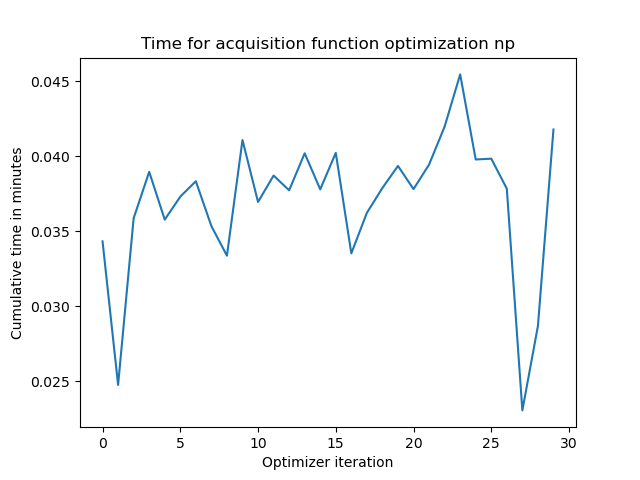 Time for acquisition function optimization np
Cumulative time in minutes
0.045
0.040
0.035
0.030
0.025
0 5 10 15 20 25 30
Optimizer iteration